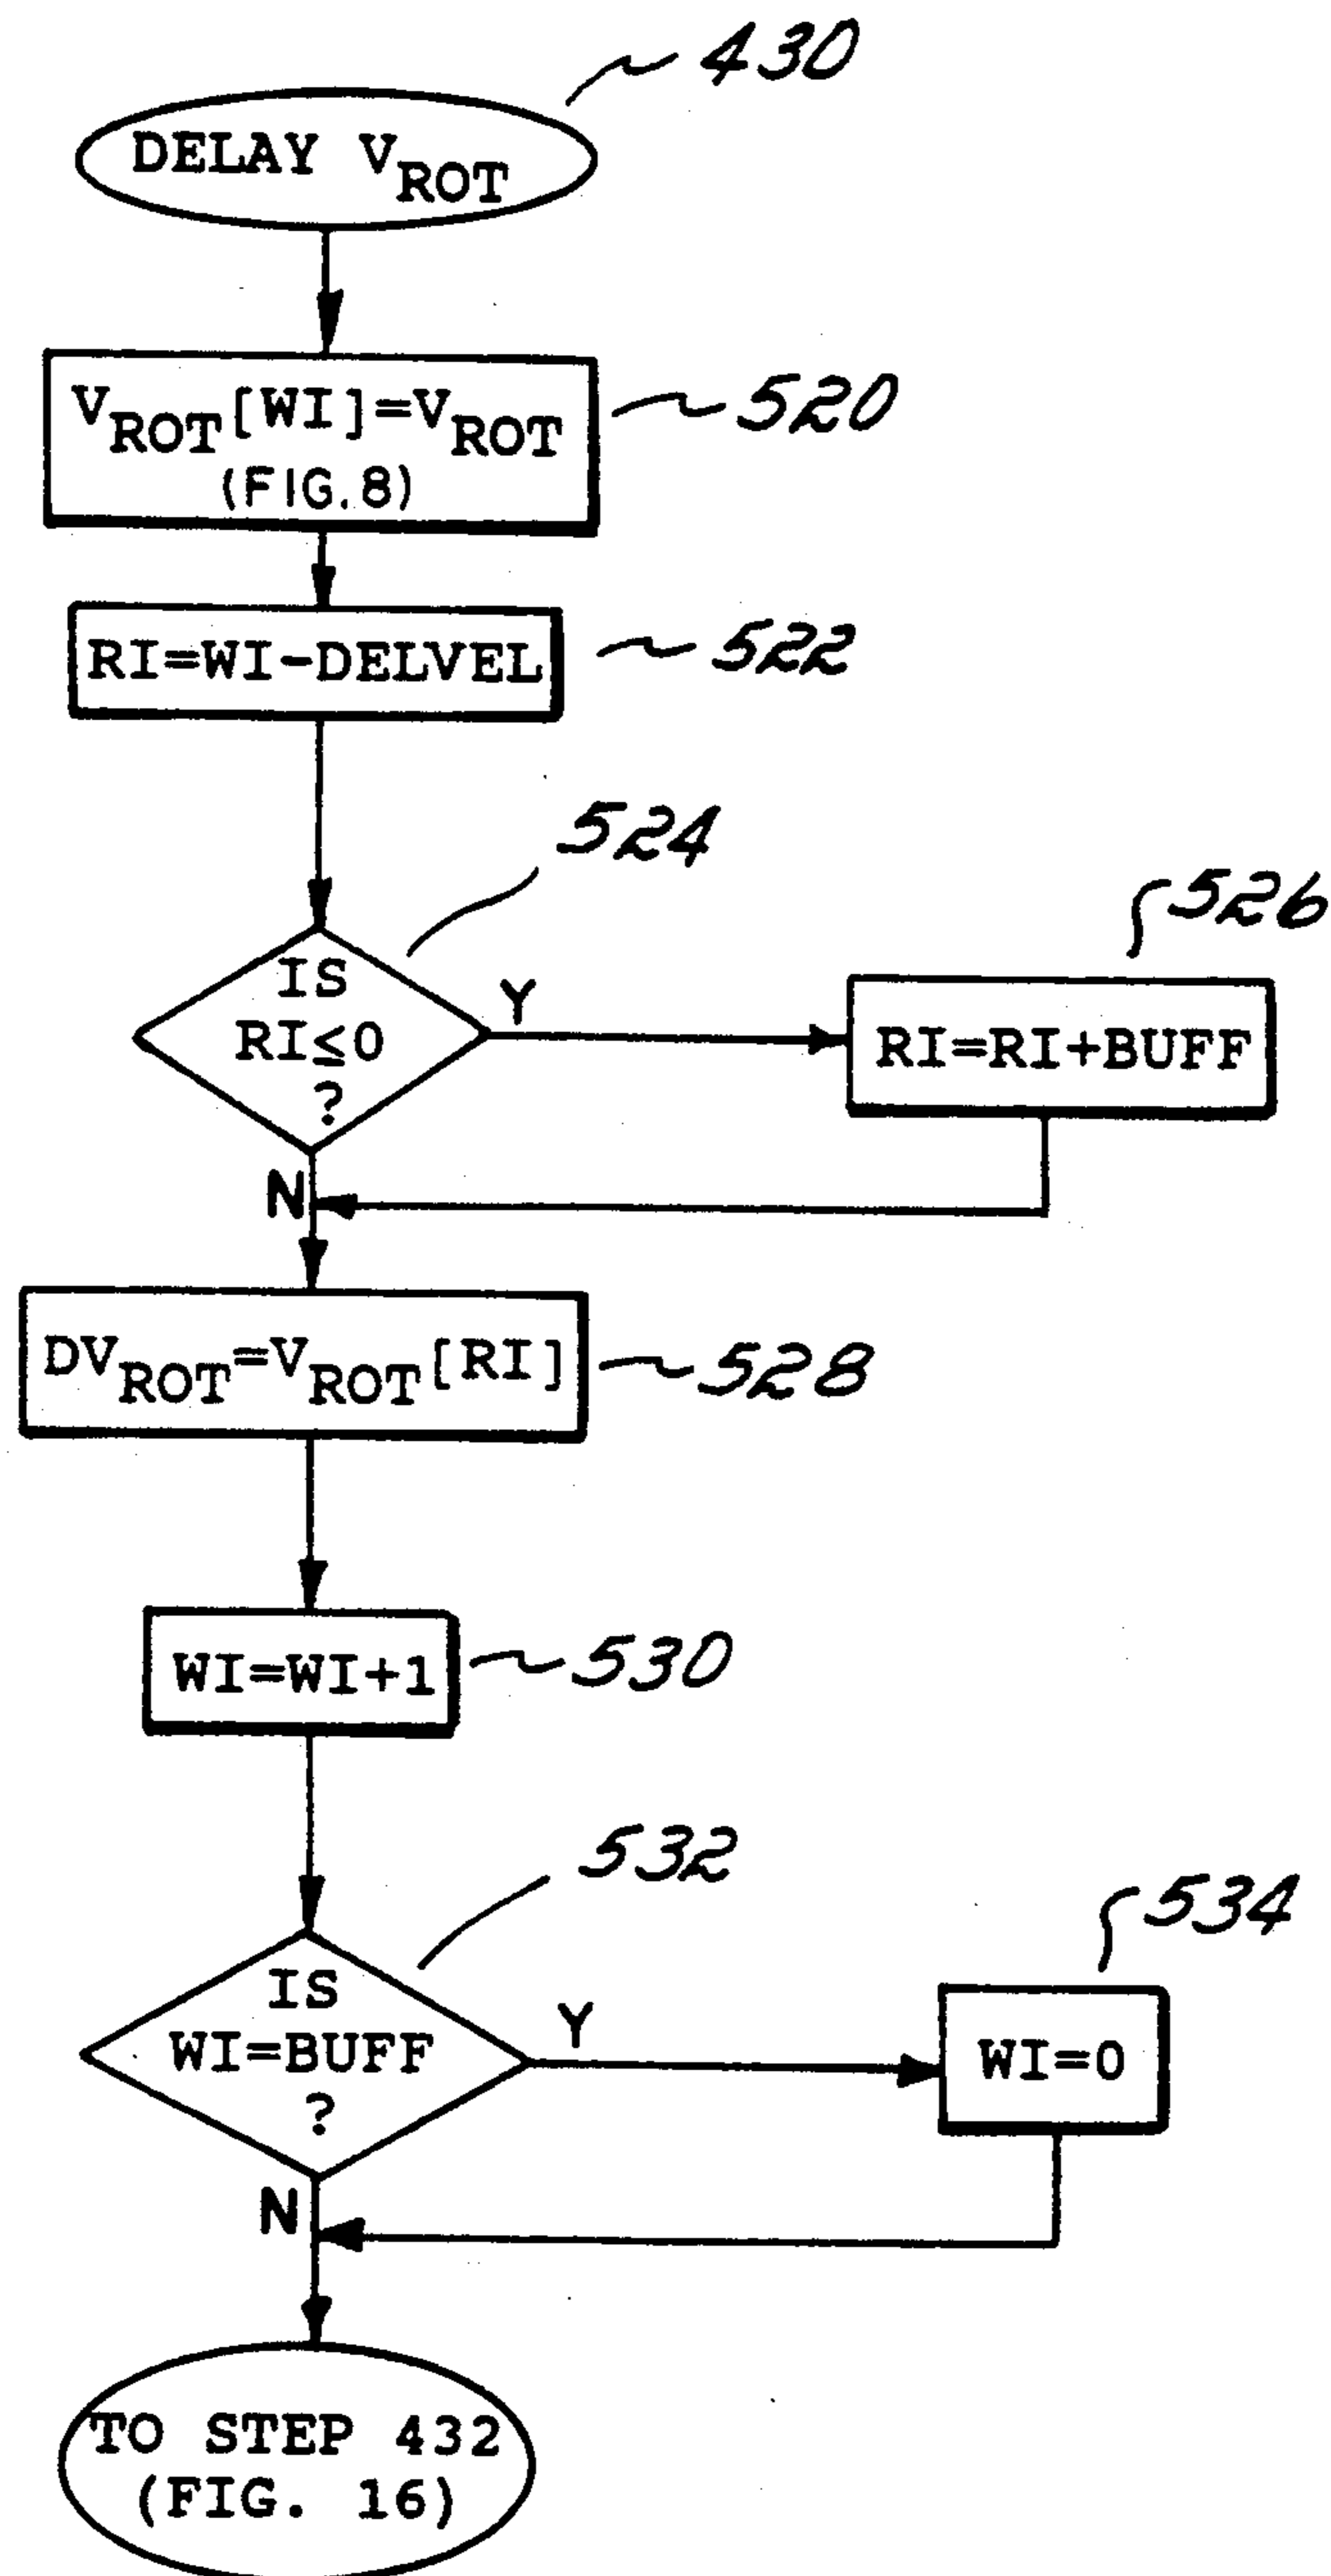 430
DELAY VROT
VROT[WI]=VROT
(FIG.8)
520
RI=WI-DELVEL
522
524
IS
RI≤0
?
Y
526
RI=RI+BUFF
N
DVROT=VROT[RI]
528
WI=WI+1
530
532
IS
WI=BUFF
?
Y
534
WI=0
N
TO STEP 432
(FIG. 16)